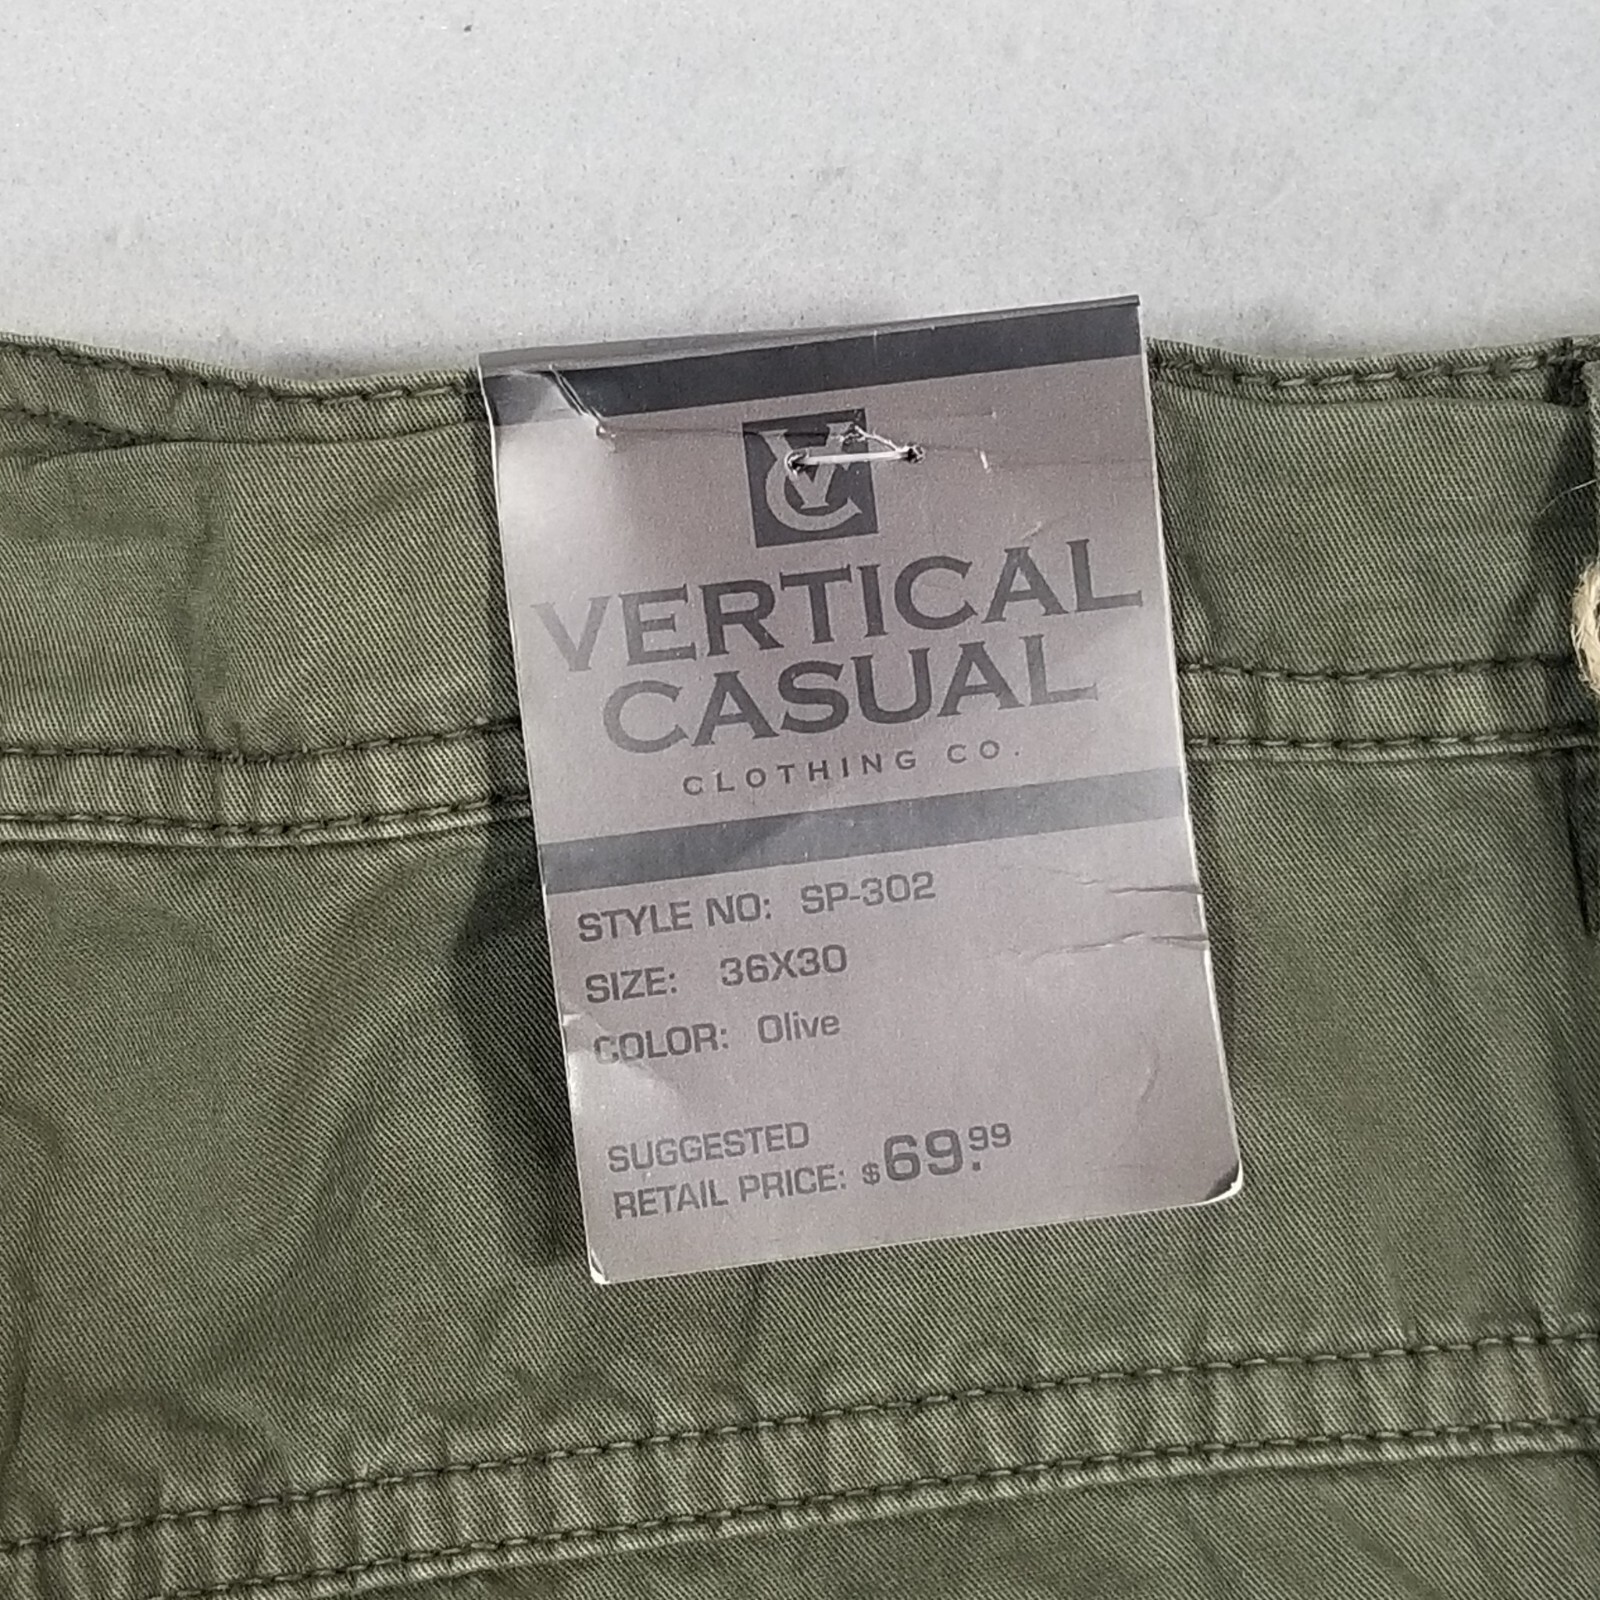 VC
VERTICAL
CASUAL
CLOTHING CO.
STYLE NO: SP-302
SIZE: 36X30
COLOR: Olive
SUGGESTED
RETAIL PRICE: $69.99